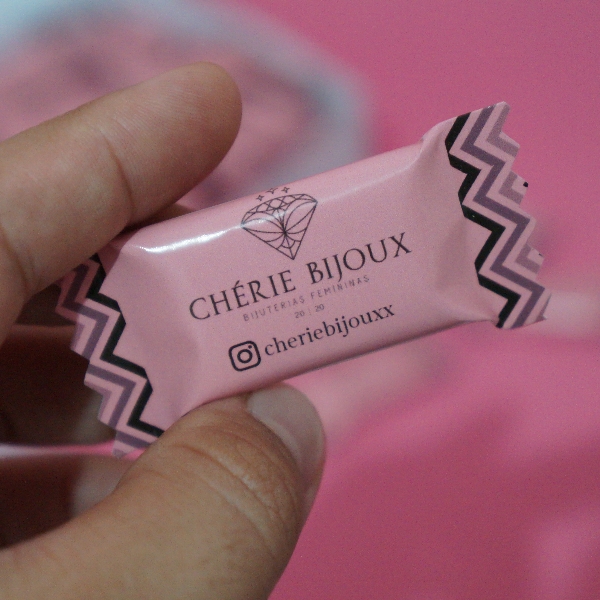 CHÉRIE BIJOUX
BIJUTERIAS FEMININAS
20 | 20
cheriebijouxx